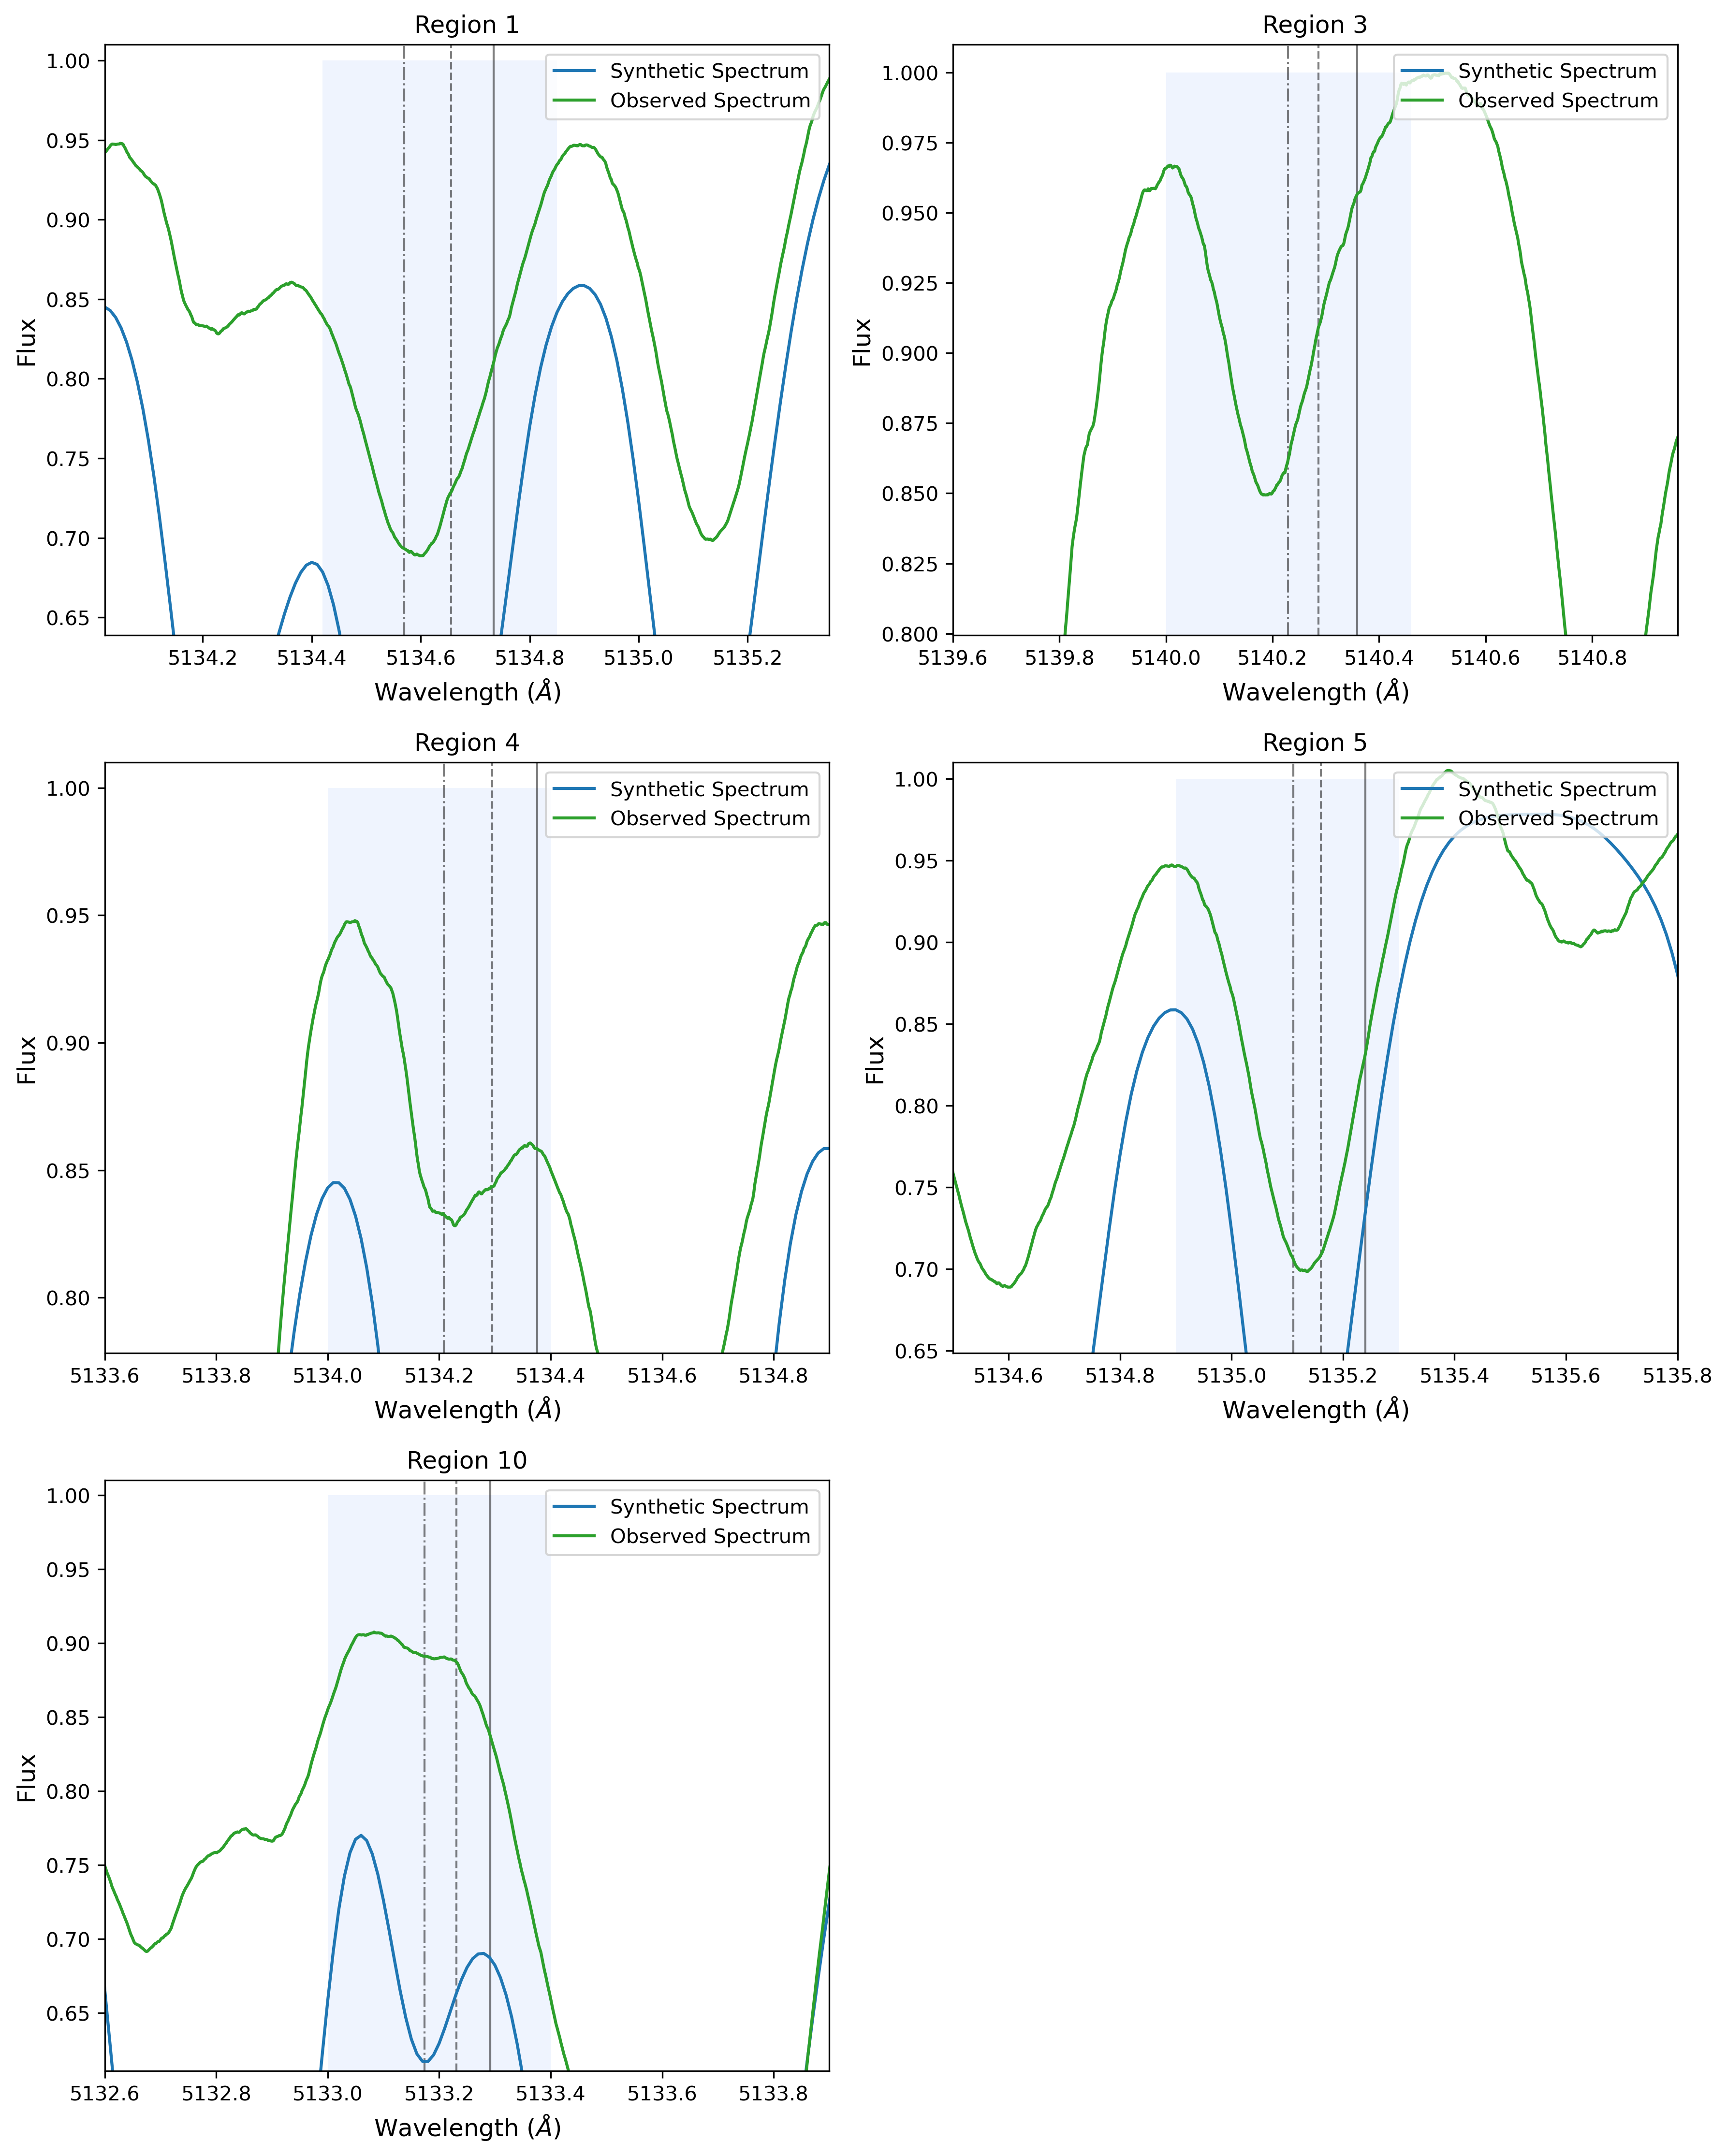 Region 1
1.00
0.95
0.90
0.85
0.80
0.75
0.70
0.65
Flux
Synthetic Spectrum
Observed Spectrum
5134.2 5134.4 5134.6 5134.8 5135.0 5135.2
Wavelength (Å)
Region 3
1.000
0.975
0.950
0.925
0.900
0.875
0.850
0.825
0.800
Flux
Synthetic Spectrum
Observed Spectrum
5139.6 5139.8 5140.0 5140.2 5140.4 5140.6 5140.8
Wavelength (Å)
Region 4
1.00
0.95
0.90
0.85
0.80
Flux
Synthetic Spectrum
Observed Spectrum
5133.6 5133.8 5134.0 5134.2 5134.4 5134.6 5134.8
Wavelength (Å)
Region 5
1.00
0.95
0.90
0.85
0.80
0.75
0.70
0.65
Flux
Synthetic Spectrum
Observed Spectrum
5134.6 5134.8 5135.0 5135.2 5135.4 5135.6 5135.8
Wavelength (Å)
Region 10
1.00
0.95
0.90
0.85
0.80
0.75
0.70
0.65
Flux
Synthetic Spectrum
Observed Spectrum
5132.6 5132.8 5133.0 5133.2 5133.4 5133.6 5133.8
Wavelength (Å)